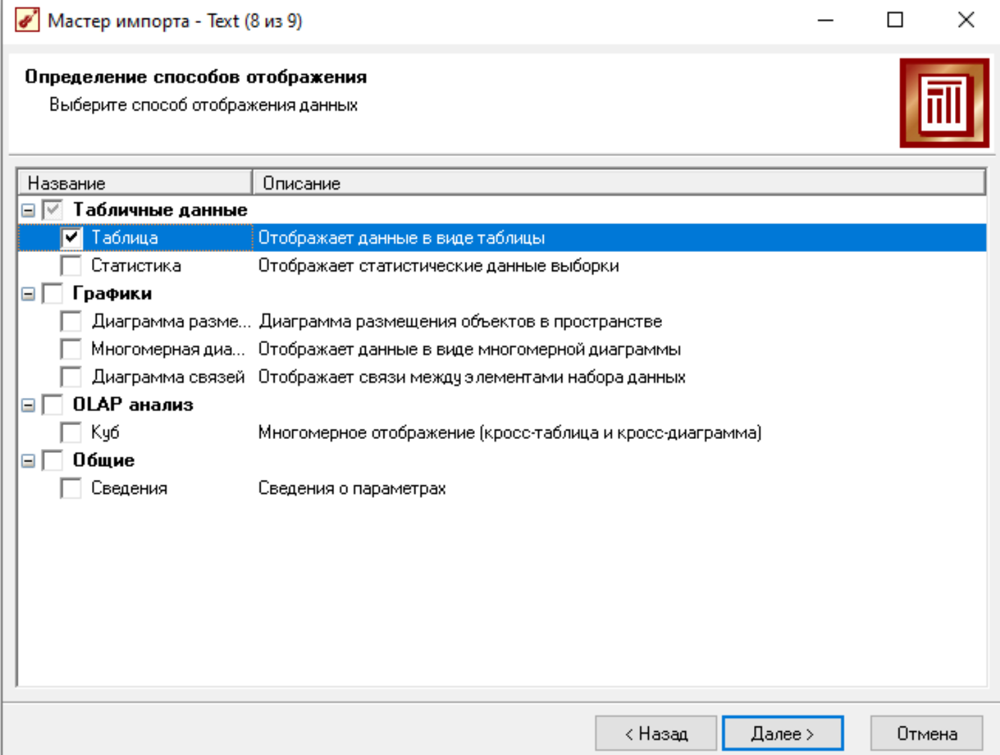 Мастер импорта - Text (8 из 9)
Определение способов отображения
Выберите способ отображения данных
Название Описание
Табличные данные
Таблица Отображает данные в виде таблицы
Статистика Отображает статистические данные выборки
Графики
Диаграмма разме... Диаграмма размещения объектов в пространстве
Многомерная диа... Отображает данные в виде многомерной диаграммы
Диаграмма связей Отображает связи между элементами набора данных
OLAP анализ
Куб Многомерное отображение (кросс-таблица и кросс-диаграмма)
Общие
Сведения Сведения о параметрах
< Назад Далее > Отмена